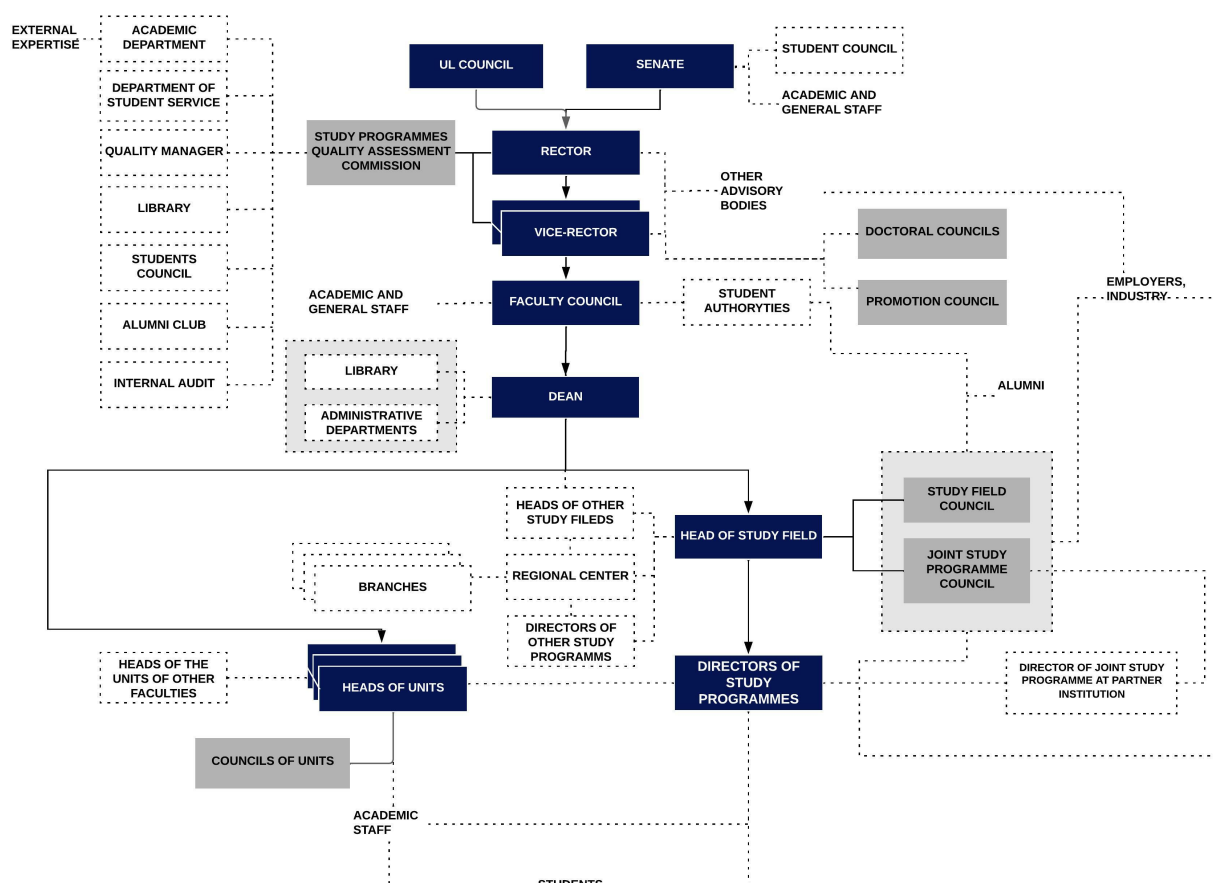 EXTERNAL
EXPERTISE
ACADEMIC
DEPARTMENT
DEPARTMENT OF
STUDENT SERVICE
QUALITY MANAGER
LIBRARY
STUDENTS
COUNCIL
ALUMNI CLUB
INTERNAL AUDIT
UL COUNCIL
SENATE
STUDENT COUNCIL
ACADEMIC AND
GENERAL STAFF
STUDY PROGRAMMES
QUALITY ASSESSMENT
COMMISSION
RECTOR
OTHER
ADVISORY
BODIES
VICE-RECTOR
DOCTORAL COUNCILS
PROMOTION COUNCIL
EMPLOYERS,
INDUSTRY
ACADEMIC AND
GENERAL STAFF
FACULTY COUNCIL
STUDENT
AUTHORYTIES
LIBRARY
ADMINISTRATIVE
DEPARTMENTS
DEAN
ALUMNI
HEADS OF OTHER
STUDY FILEDS
HEAD OF STUDY FIELD
STUDY FIELD
COUNCIL
JOINT STUDY
PROGRAMME
COUNCIL
BRANCHES
REGIONAL CENTER
DIRECTORS OF
OTHER STUDY
PROGRAMMS
HEADS OF THE
UNITS OF OTHER
FACULTIES
HEADS OF UNITS
DIRECTORS OF
STUDY
PROGRAMMES
DIRECTOR OF JOINT STUDY
PROGRAMME AT PARTNER
INSTITUTION
COUNCILS OF UNITS
ACADEMIC
STAFF
STUDENTS